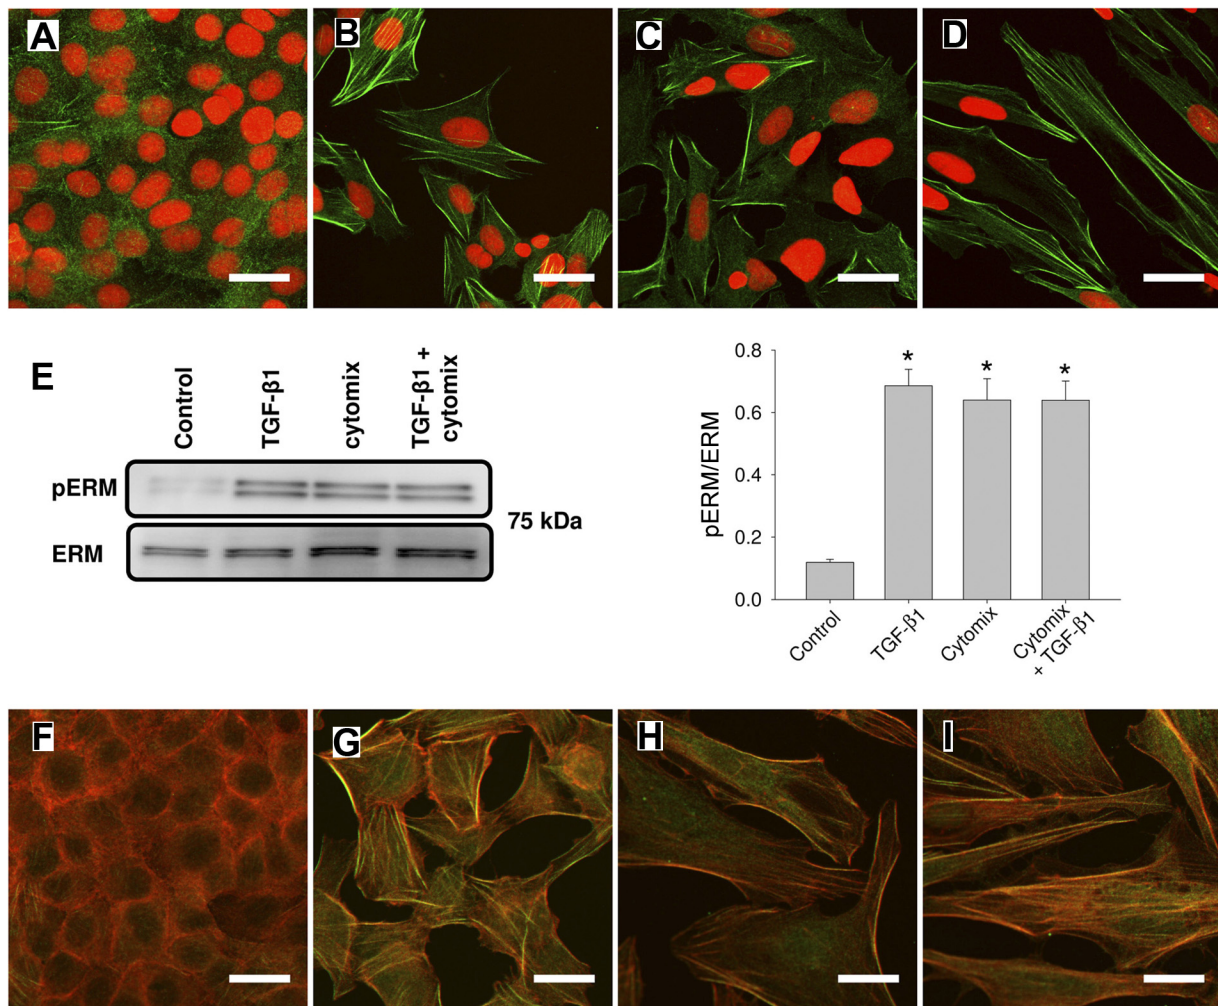 A
B
C
D
E
Control
TGF-β1
cytomix
TGF-β1 +
cytomix
pERM
75 kDa
ERM
pERM/ERM
0.8
0.6
0.4
0.2
0.0
*
*
*
Control
TGF-β1
Cytomix
Cytomix
+ TGF-β1
F
G
H
I